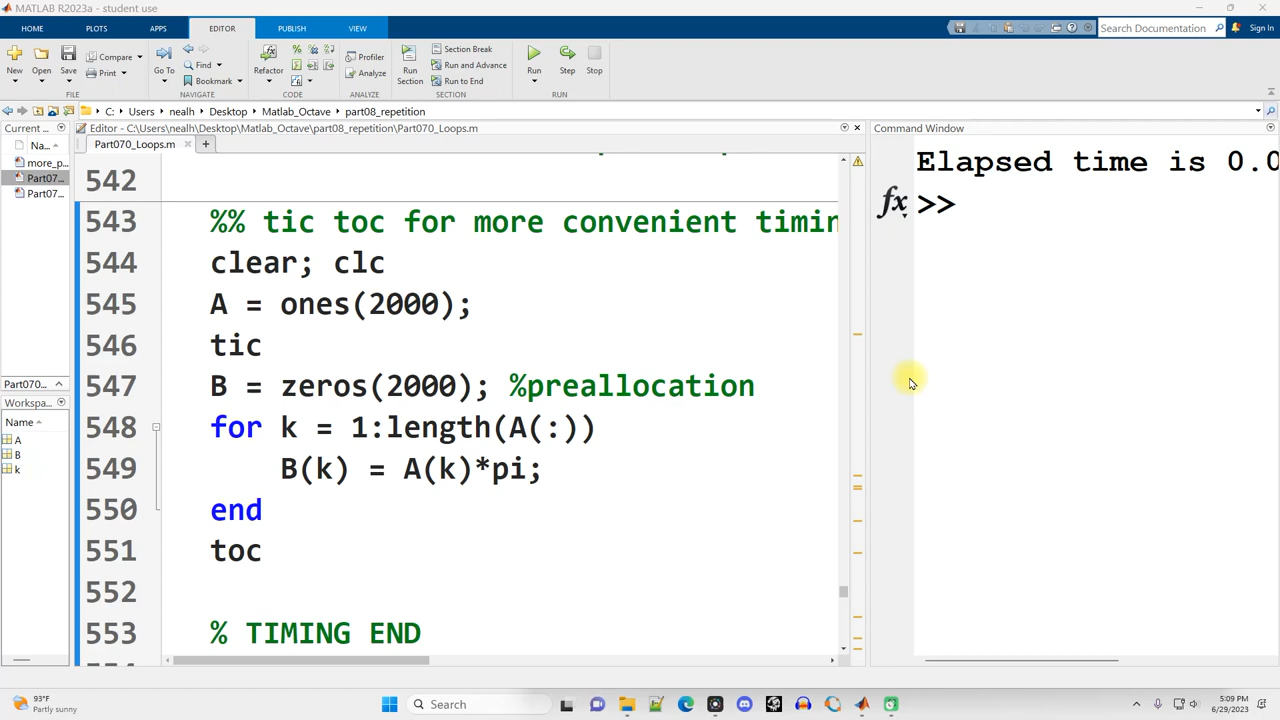 MATLAB R2023a - student use
HOME PLOTS APPS EDITOR PUBLISH VIEW Search Documentation Sign In
New Open Save Compare Print Go To Find Bookmark Refactor Profiler Analyze Run Section Section Break Run and Advance Run to End Run Step Stop
FILE NAVIGATE CODE ANALYZE SECTION RUN
C: Users nealh Desktop Matlab_Octave part08_repetition
Current ... Editor - C:\Users\nealh\Desktop\Matlab_Octave\part08_repetition\Part070_Loops.m Command Window
Na...
more_p...
Part07...
Part07...
Part070...
Workspa...
Name
A
B
k
Part070_Loops.m
542
543 %% tic toc for more convenient timin
544 clear; clc
545 A = ones(2000);
546 tic
547 B = zeros(2000); %preallocation
548 for k = 1:length(A(:))
549 B(k) = A(k)*pi;
550 end
551 toc
552
553 % TIMING END
Elapsed time is 0.0
fx >>
93°F
Partly sunny
Search
5:09 PM
6/29/2023